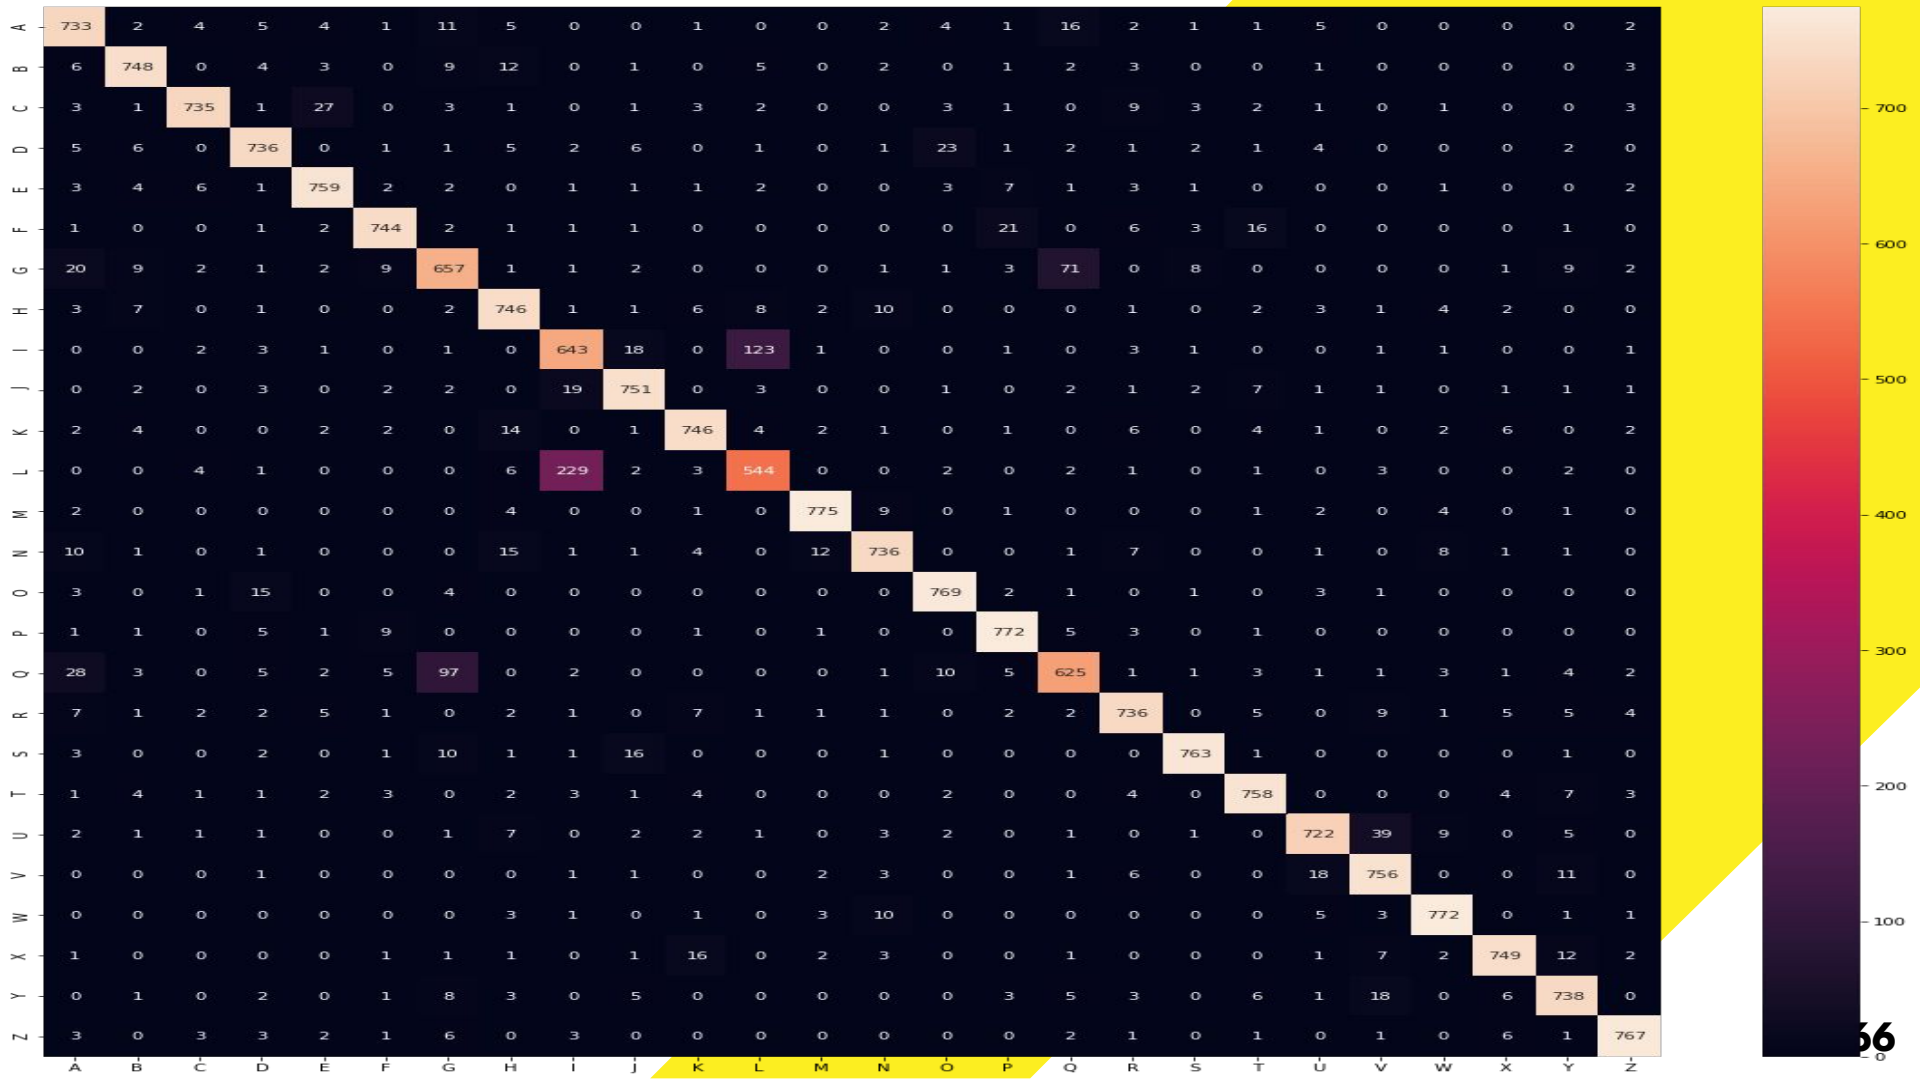 A 733 2 4 5 4 1 11 5 0 0 1 0 0 2 4 1 16 2 1 1 5 0 0 0 0 2
B 6 748 0 4 3 0 9 12 0 1 0 5 0 2 0 1 2 3 0 0 1 0 0 0 0 3
C 3 1 735 1 27 0 3 1 0 1 3 2 0 0 3 1 0 9 3 2 1 0 1 0 0 3
D 5 6 0 736 0 1 1 5 2 6 0 1 0 1 23 1 2 1 2 1 4 0 0 0 2 0
E 3 4 6 1 759 2 2 0 1 1 1 2 0 0 3 7 1 3 1 0 0 0 1 0 0 2
F 1 0 0 1 2 744 2 1 1 1 0 0 0 0 0 21 0 6 3 16 0 0 0 0 1 0
G 20 9 2 1 2 9 657 1 1 2 0 0 0 1 1 3 71 0 8 0 0 0 0 1 9 2
H 3 7 0 1 0 0 2 746 1 1 6 8 2 10 0 0 0 1 0 2 3 1 4 2 0 0
I 0 0 2 3 1 0 1 0 643 18 0 123 1 0 0 1 0 3 1 0 0 1 1 0 0 1
J 0 2 0 3 0 2 2 0 19 751 0 3 0 0 1 0 2 1 2 7 1 1 0 1 1 1
K 2 4 0 0 2 2 0 14 0 1 746 4 2 1 0 1 0 6 0 4 1 0 2 6 0 2
L 0 0 4 1 0 0 0 6 229 2 3 544 0 0 2 0 2 1 0 1 0 3 0 0 2 0
M 2 0 0 0 0 0 0 4 0 0 1 0 775 9 0 1 0 0 0 1 2 0 4 0 1 0
N 10 1 0 1 0 0 0 15 1 1 4 0 12 736 0 0 1 7 0 0 1 0 8 1 1 0
O 3 0 1 15 0 0 4 0 0 0 0 0 0 0 769 2 1 0 1 0 3 1 0 0 0 0
P 1 1 0 5 1 9 0 0 0 0 1 0 1 0 0 772 5 3 0 1 0 0 0 0 0 0
Q 28 3 0 5 2 5 97 0 2 0 0 0 0 1 10 5 625 1 1 3 1 1 3 1 4 2
R 7 1 2 2 5 1 0 2 1 0 7 1 1 1 0 2 2 736 0 5 0 9 1 5 5 4
S 3 0 0 2 0 1 10 1 1 16 0 0 0 1 0 0 0 0 763 1 0 0 0 0 1 0
T 1 4 1 1 2 3 0 2 3 1 4 0 0 0 2 0 0 4 0 758 0 0 0 4 7 3
U 2 1 1 1 0 0 1 7 0 2 2 1 0 3 2 0 1 0 1 0 722 39 9 0 5 0
V 0 0 0 1 0 0 0 0 1 1 0 0 2 3 0 0 1 6 0 0 18 756 0 0 11 0
W 0 0 0 0 0 0 0 3 1 0 1 0 3 10 0 0 0 0 0 0 5 3 772 0 1 1
X 1 0 0 0 0 1 1 1 0 1 16 0 2 3 0 0 1 0 0 0 1 7 2 749 12 2
Y 0 1 0 2 0 1 8 3 0 5 0 0 0 0 0 3 5 3 0 6 1 18 0 6 738 0
Z 3 0 3 3 2 1 6 0 3 0 0 0 0 0 0 0 2 1 0 1 0 1 0 6 1 767
A B C D E F G H I J K L M N O P Q R S T U V W X Y Z
700
600
500
400
300
200
100
0
66